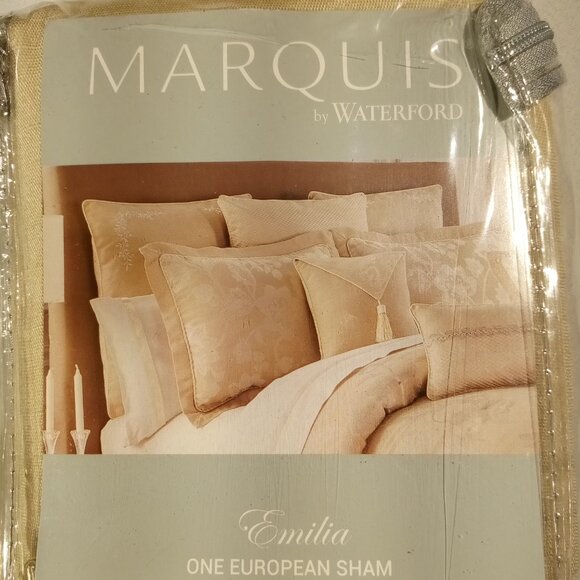 MARQUIS
by WATERFORD
Emilia
ONE EUROPEAN SHAM